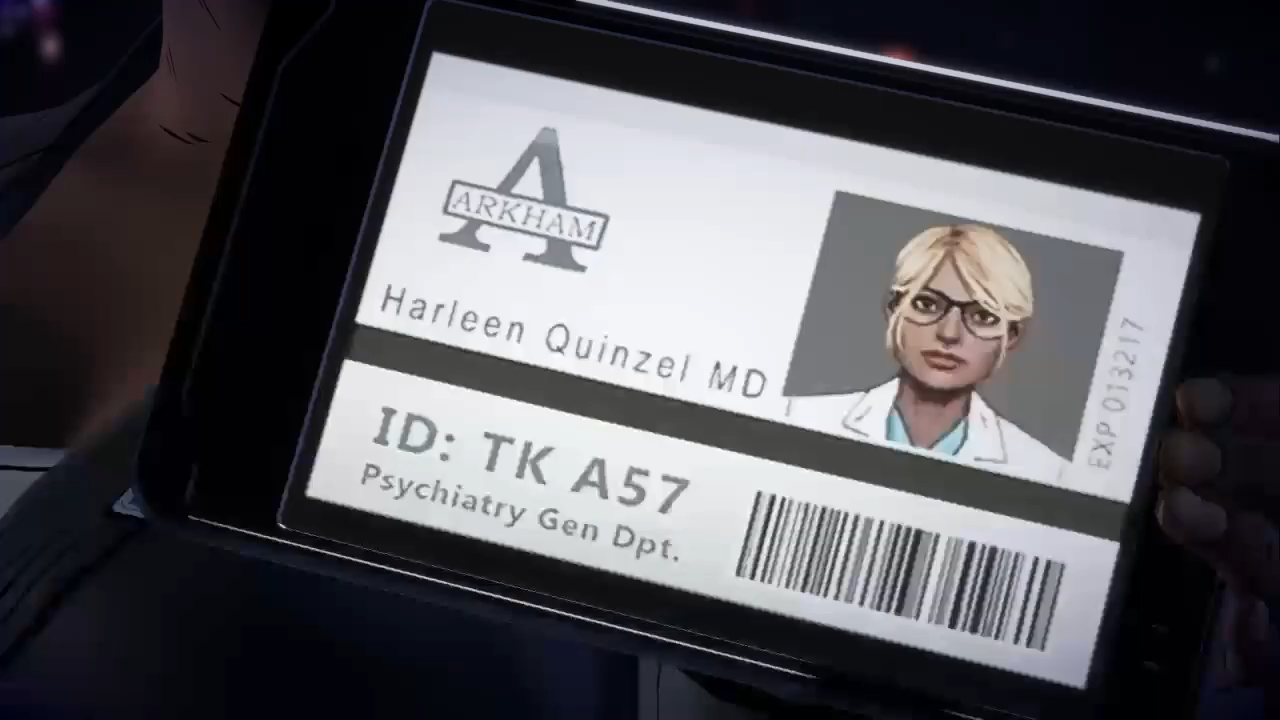 ARKHAM
Harleen Quinzel MD
EXP 013217
ID: TK A57
Psychiatry Gen Dpt.